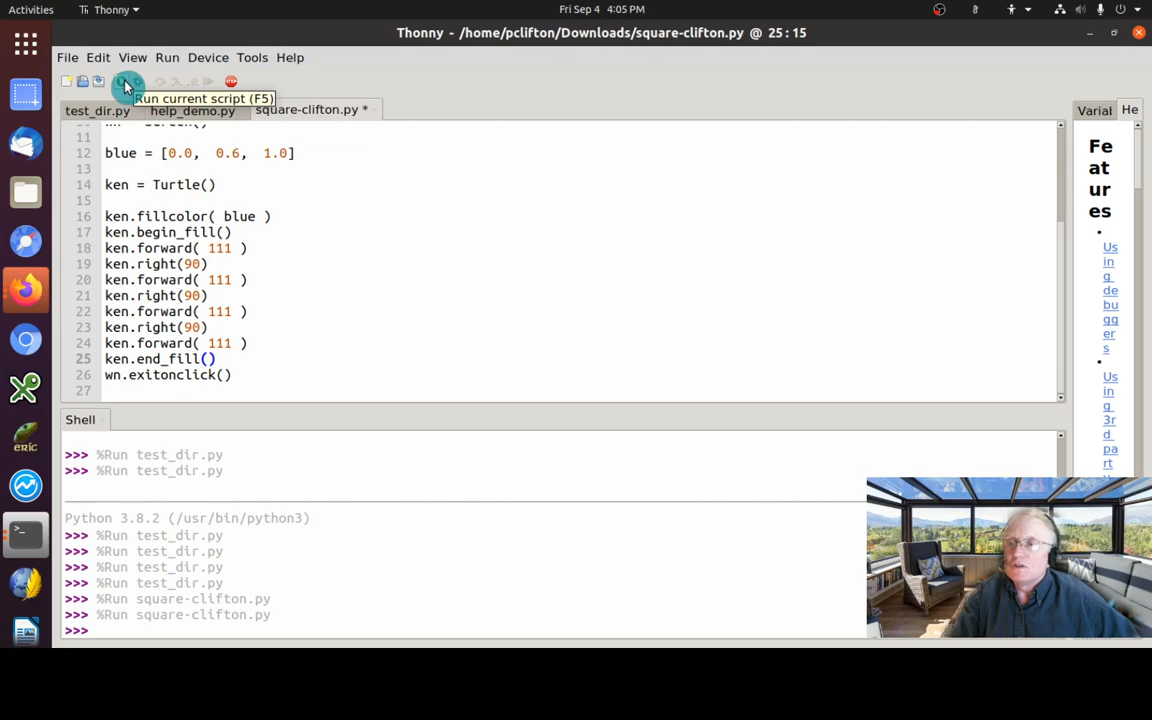 Activities Thonny Fri Sep 4 4:05 PM
Thonny - /home/pclifton/Downloads/square-clifton.py @ 25:15
File Edit View Run Device Tools Help
Run current script (F5)
test_dir.py help_demo.py square-clifton.py * Varial He
11
12 blue = [0.0, 0.6, 1.0]
13
14 ken = Turtle()
15
16 ken.fillcolor( blue )
17 ken.begin_fill()
18 ken.forward( 111 )
19 ken.right(90)
20 ken.forward( 111 )
21 ken.right(90)
22 ken.forward( 111 )
23 ken.right(90)
24 ken.forward( 111 )
25 ken.end_fill()
26 wn.exitonclick()
27
Fe
at
ur
es
Us
in
g
de
bu
gg
er
s
Us
in
g
3r
d
pa
rt
Shell
>>> %Run test_dir.py
>>> %Run test_dir.py
Python 3.8.2 (/usr/bin/python3)
>>> %Run test_dir.py
>>> %Run test_dir.py
>>> %Run test_dir.py
>>> %Run test_dir.py
>>> %Run square-clifton.py
>>> %Run square-clifton.py
>>>
eric